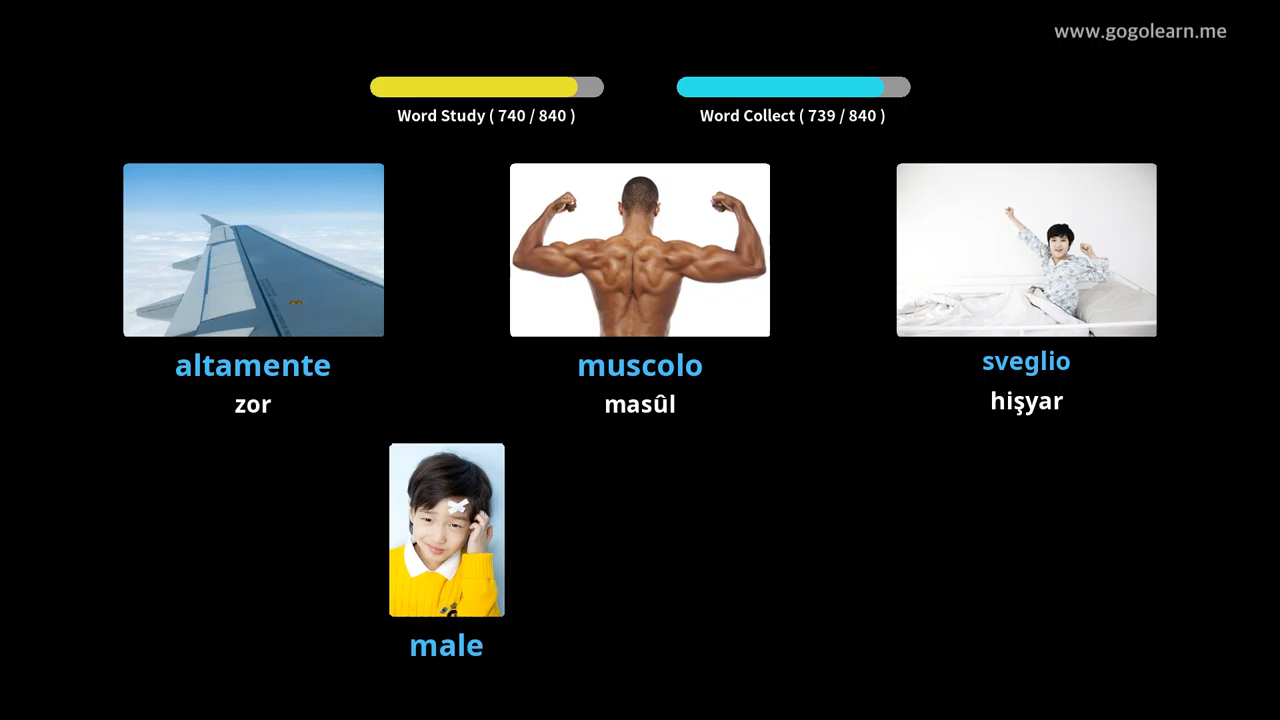 www.gogolearn.me
Word Study ( 740 / 840 )
Word Collect ( 739 / 840 )
altamente
zor
muscolo
masûl
sveglio
hişyar
male